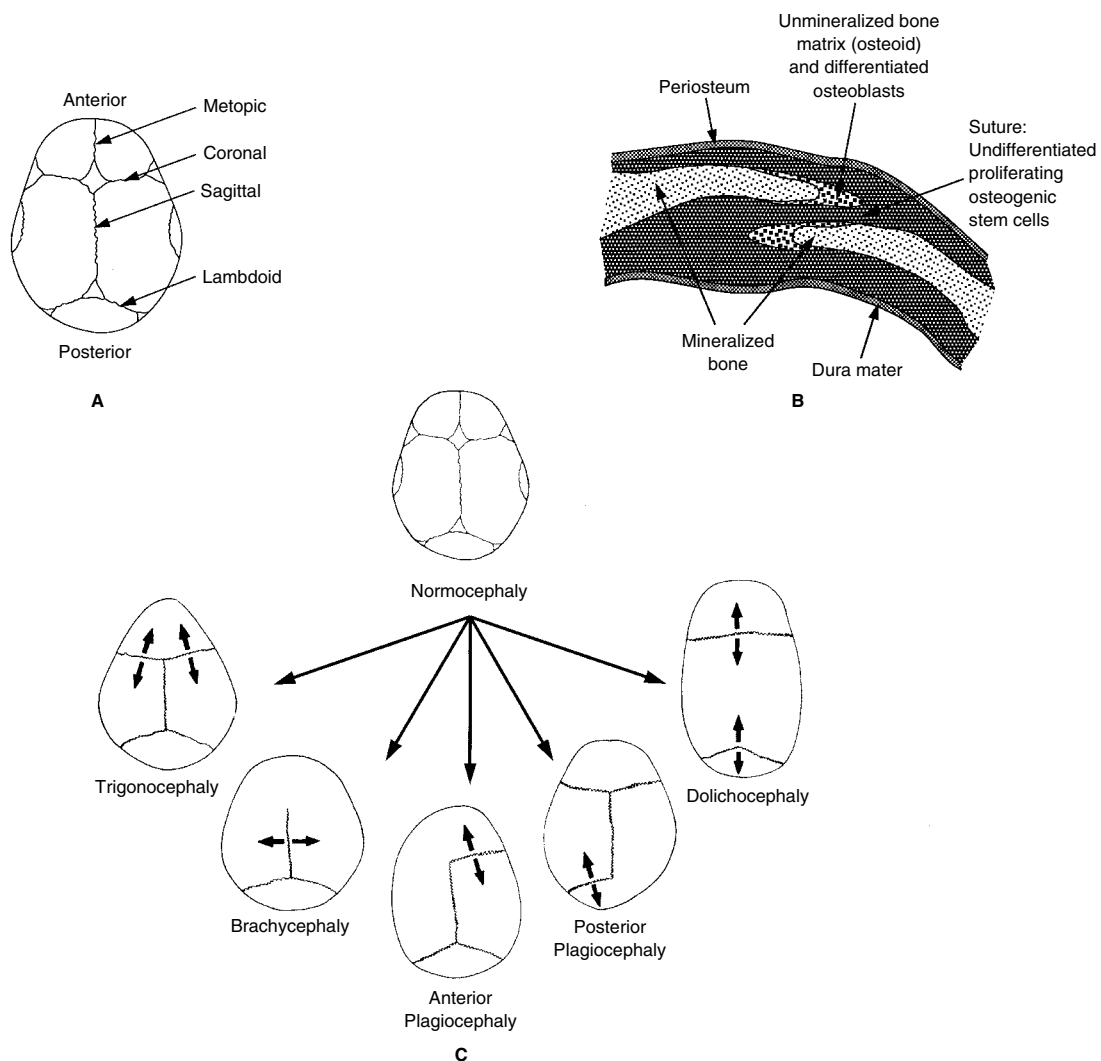 Anterior
Metopic
Coronal
Sagittal
Lambdoid
Posterior
A
Unmineralized bone
matrix (osteoid)
and differentiated
osteoblasts
Periosteum
Suture:
Undifferentiated
proliferating
osteogenic
stem cells
Mineralized
bone
Dura mater
B
Normocephaly
Trigonocephaly
Brachycephaly
Anterior
Plagiocephaly
Posterior
Plagiocephaly
Dolichocephaly
C